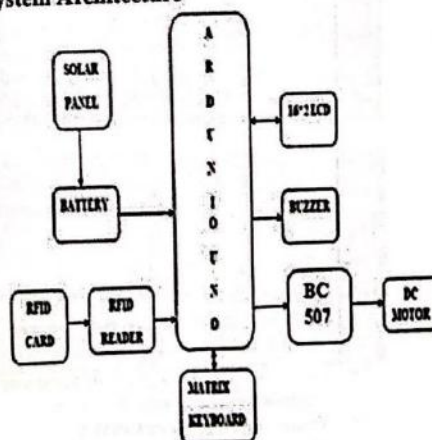 System Architecture
SOLAR
PANEL
BATTERY
RFID
CARD
RFID
READER
A
R
D
U
N
I
O
U
N
O
16*2LCD
BUZZER
BC
507
DC
MOTOR
MATRIX
KEYBOARD